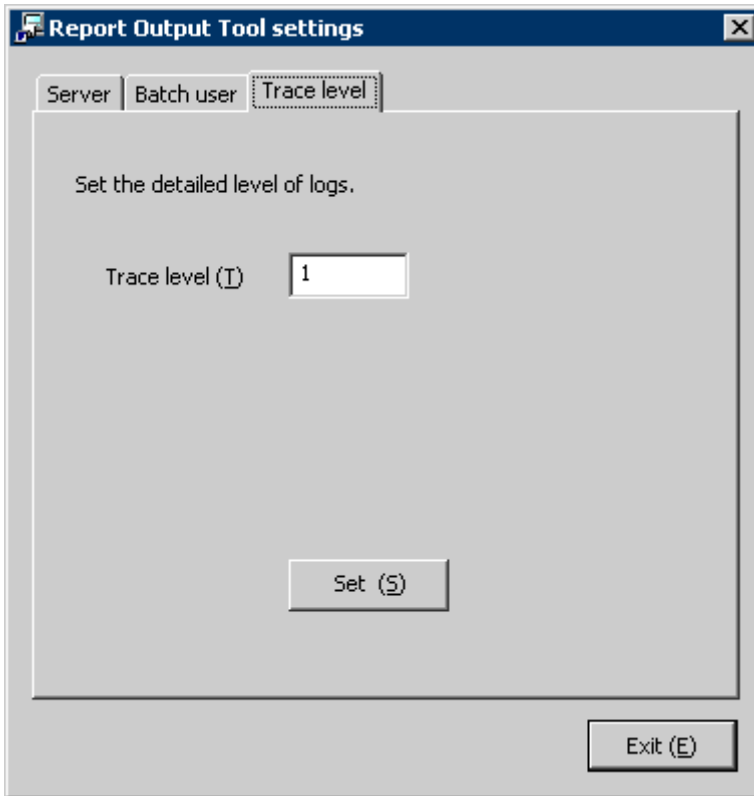 Report Output Tool settings
Server Batch user Trace level
Set the detailed level of logs.
Trace level (T) 1
Set (S)
Exit (E)